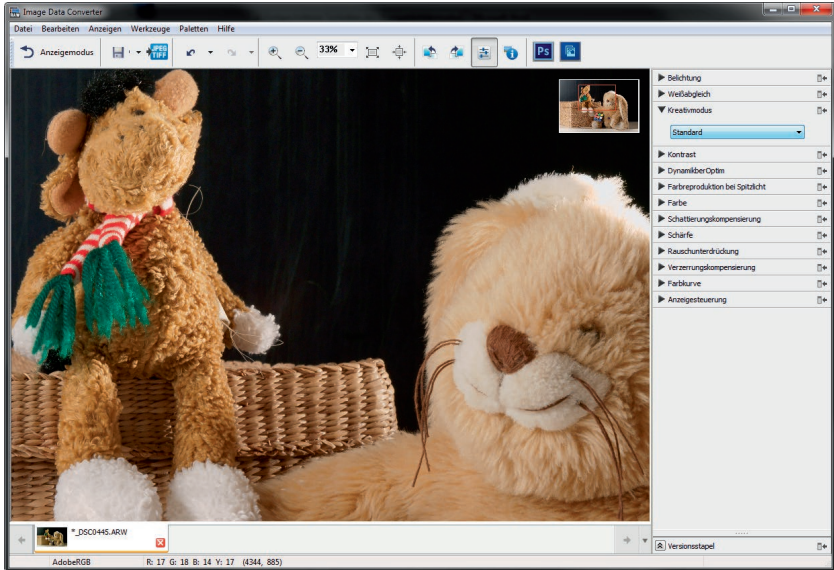 Image Data Converter
Datei Bearbeiten Anzeigen Werkzeuge Paletten Hilfe
Anzeigemodus
JPEG
TIFF
33%
Ps
Belichtung
Weißabgleich
Kreativmodus
Standard
Kontrast
DynamikberOptim
Farbreproduktion bei Spitzlicht
Farbe
Schattierungskompensierung
Schärfe
Rauschunterdrückung
Verzerrungskompensierung
Farbkurve
Anzeigesteuerung
*_DSC0445.ARW
Versionsstapel
AdobeRGB R: 17 G: 18 B: 14 Y: 17 (4344, 885)